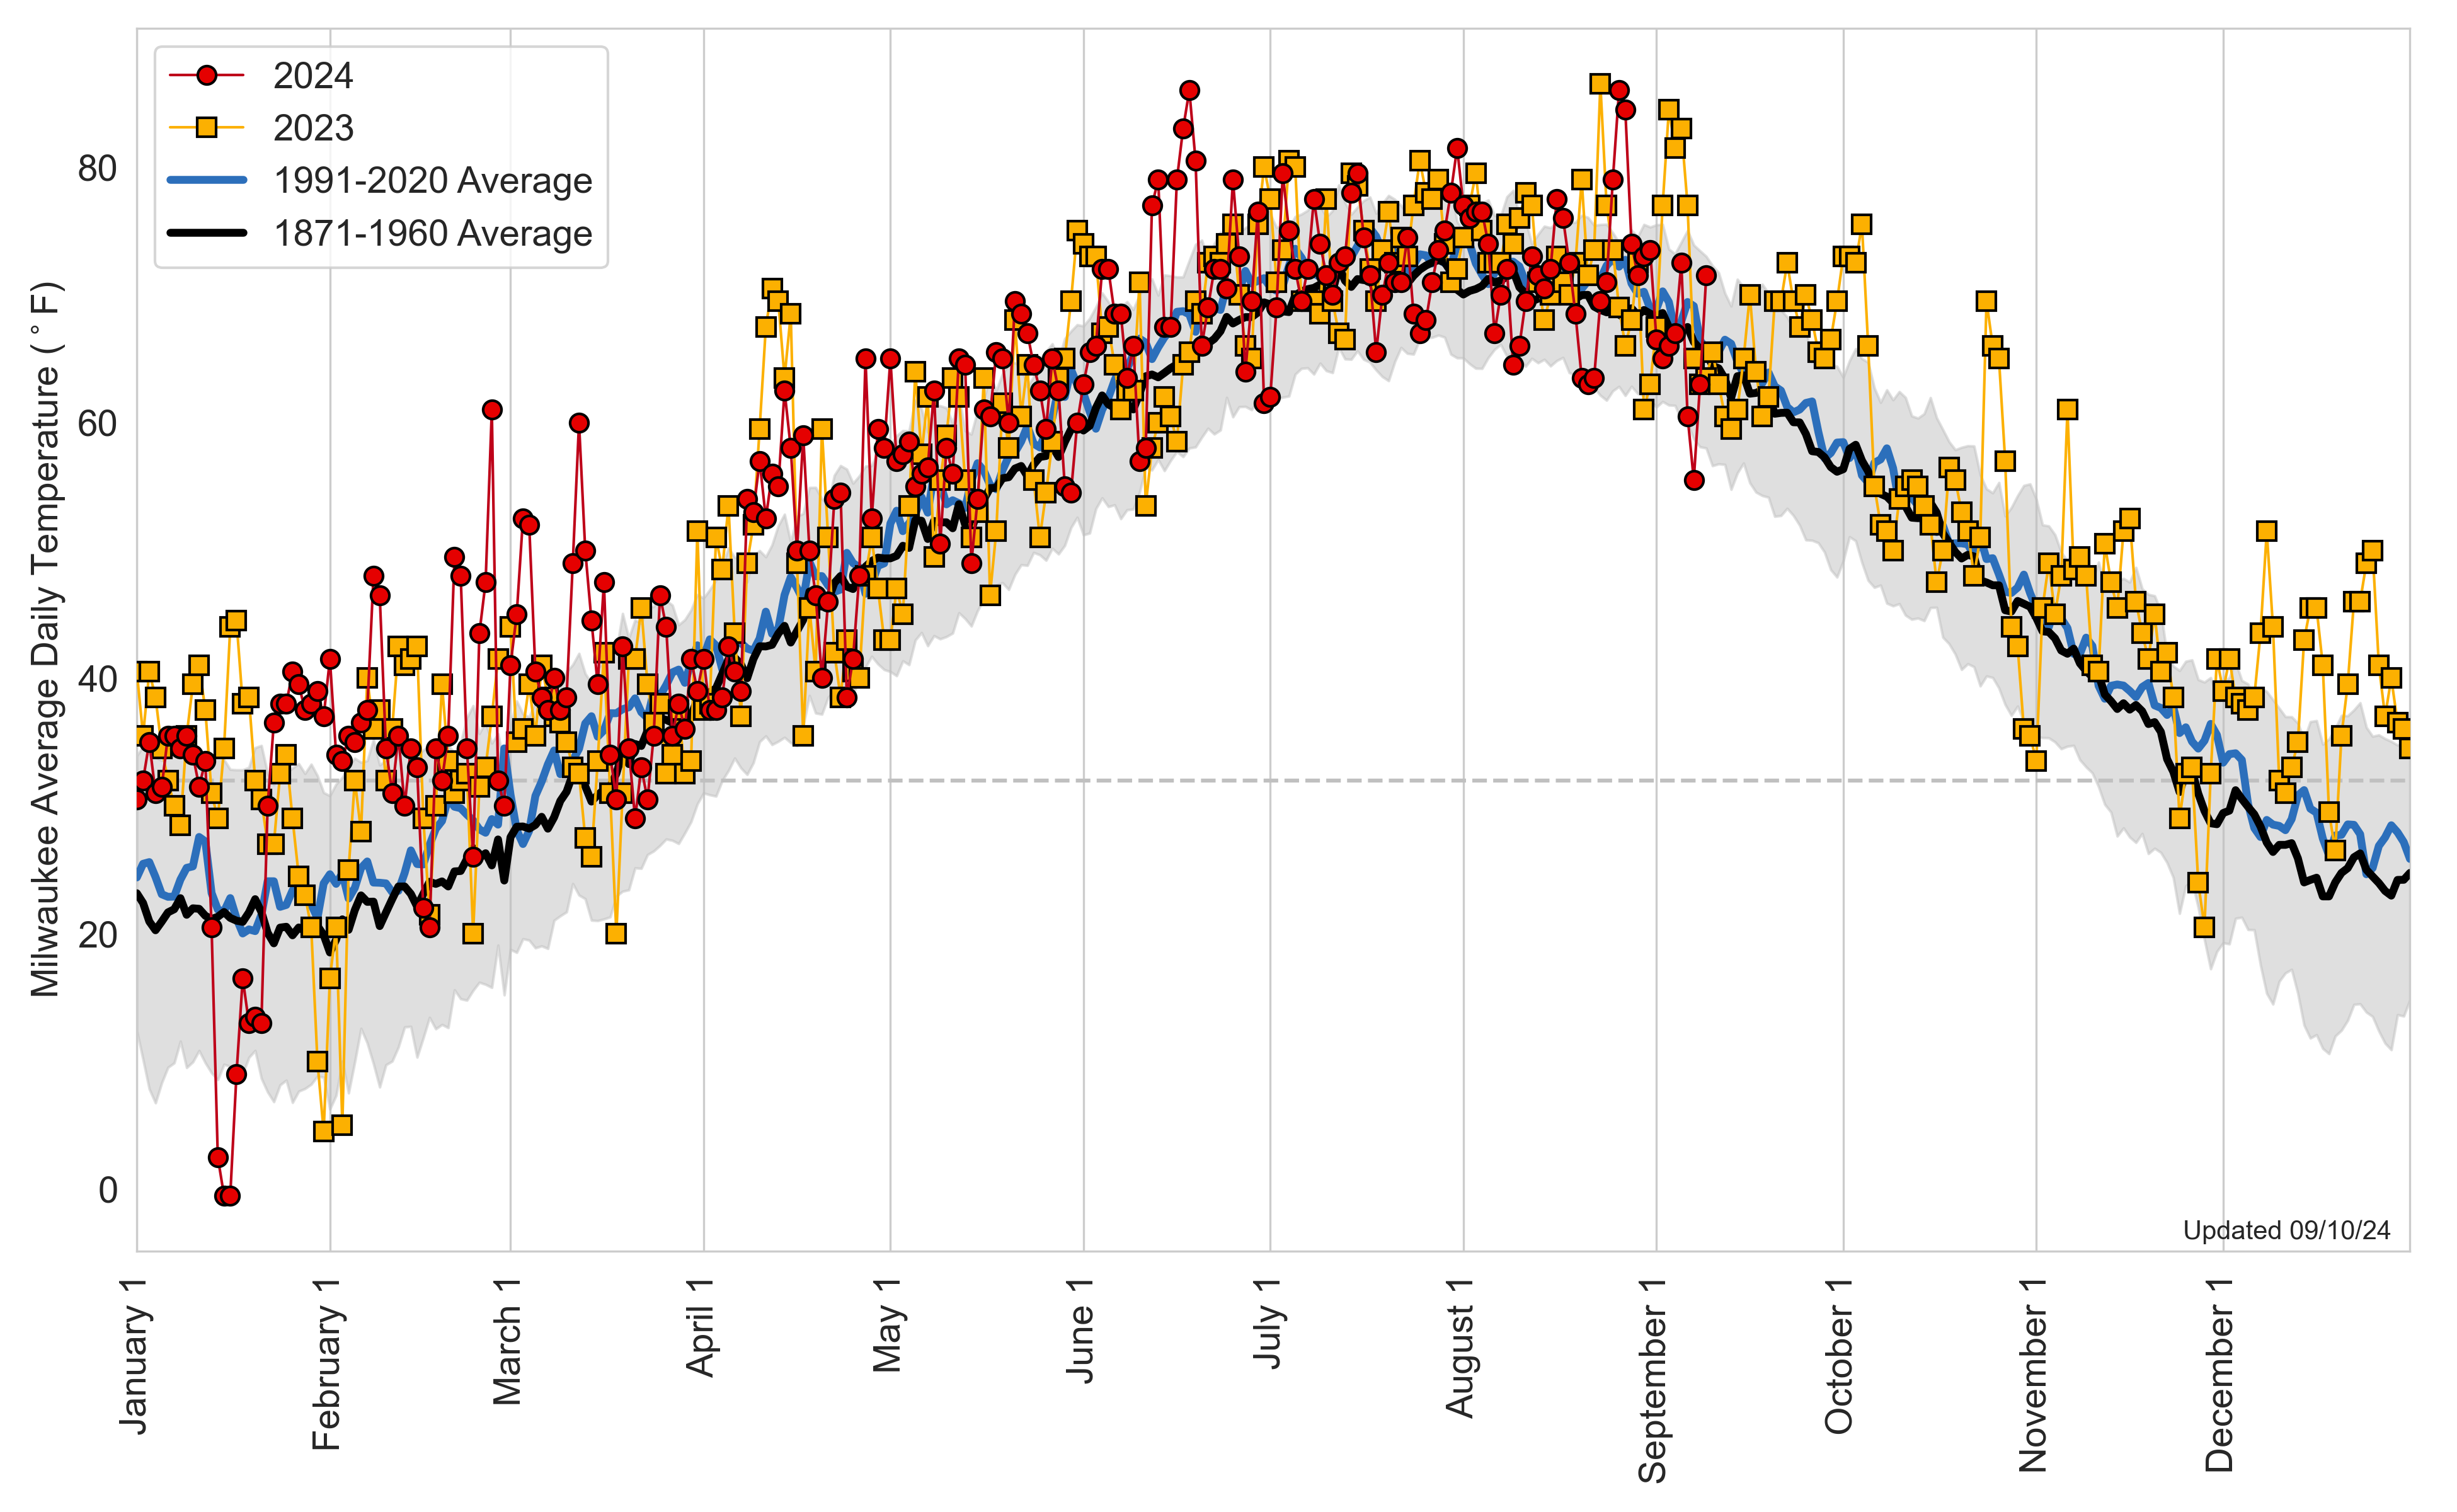 2024
2023
1991-2020 Average
1871-1960 Average
Milwaukee Average Daily Temperature (°F)
80
60
40
20
0
Updated 09/10/24
January 1
February 1
March 1
April 1
May 1
June 1
July 1
August 1
September 1
October 1
November 1
December 1